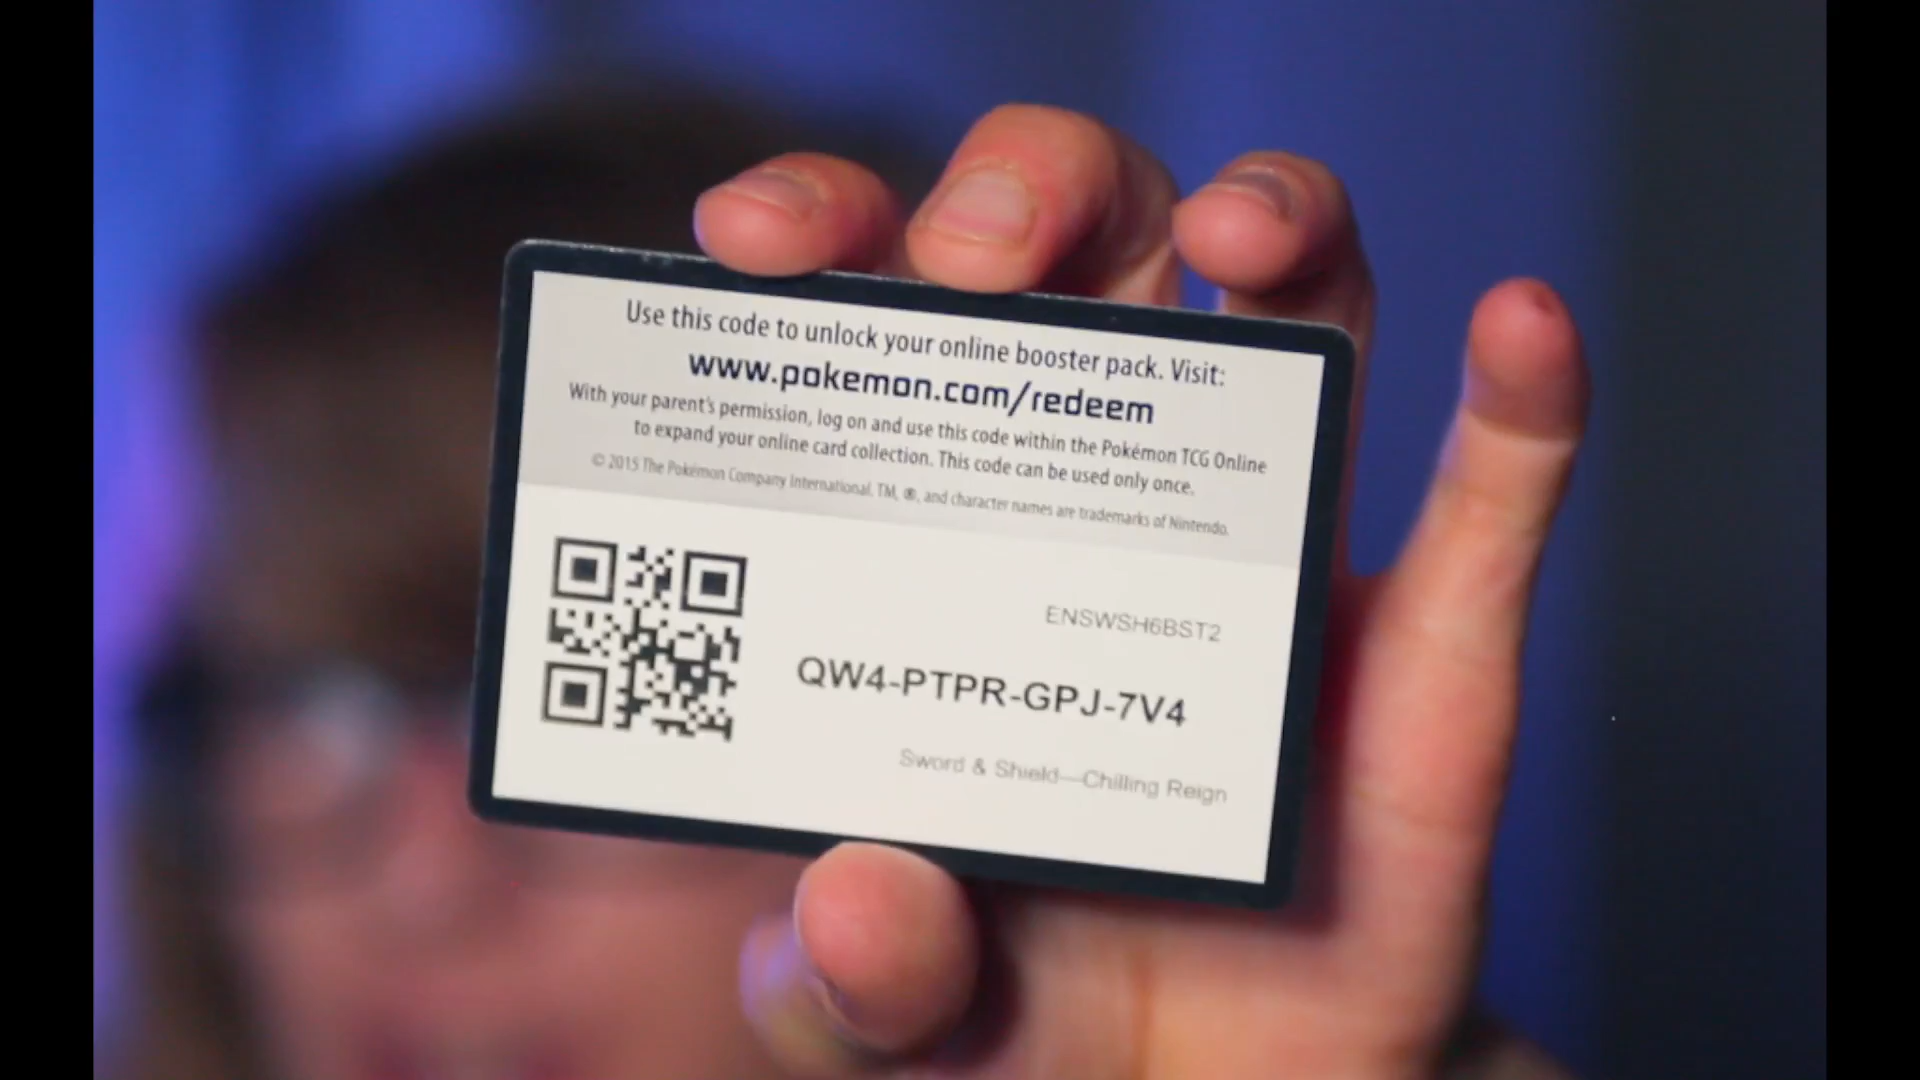 Use this code to unlock your online booster pack. Visit:
www.pokemon.com/redeem
With your parent's permission, log on and use this code within the Pokémon TCG Online
to expand your online card collection. This code can be used only once.
© 2015 The Pokémon Company International. TM, ®, and character names are trademarks of Nintendo.
ENSWSH6BST2
QW4-PTPR-GPJ-7V4
Sword & Shield—Chilling Reign